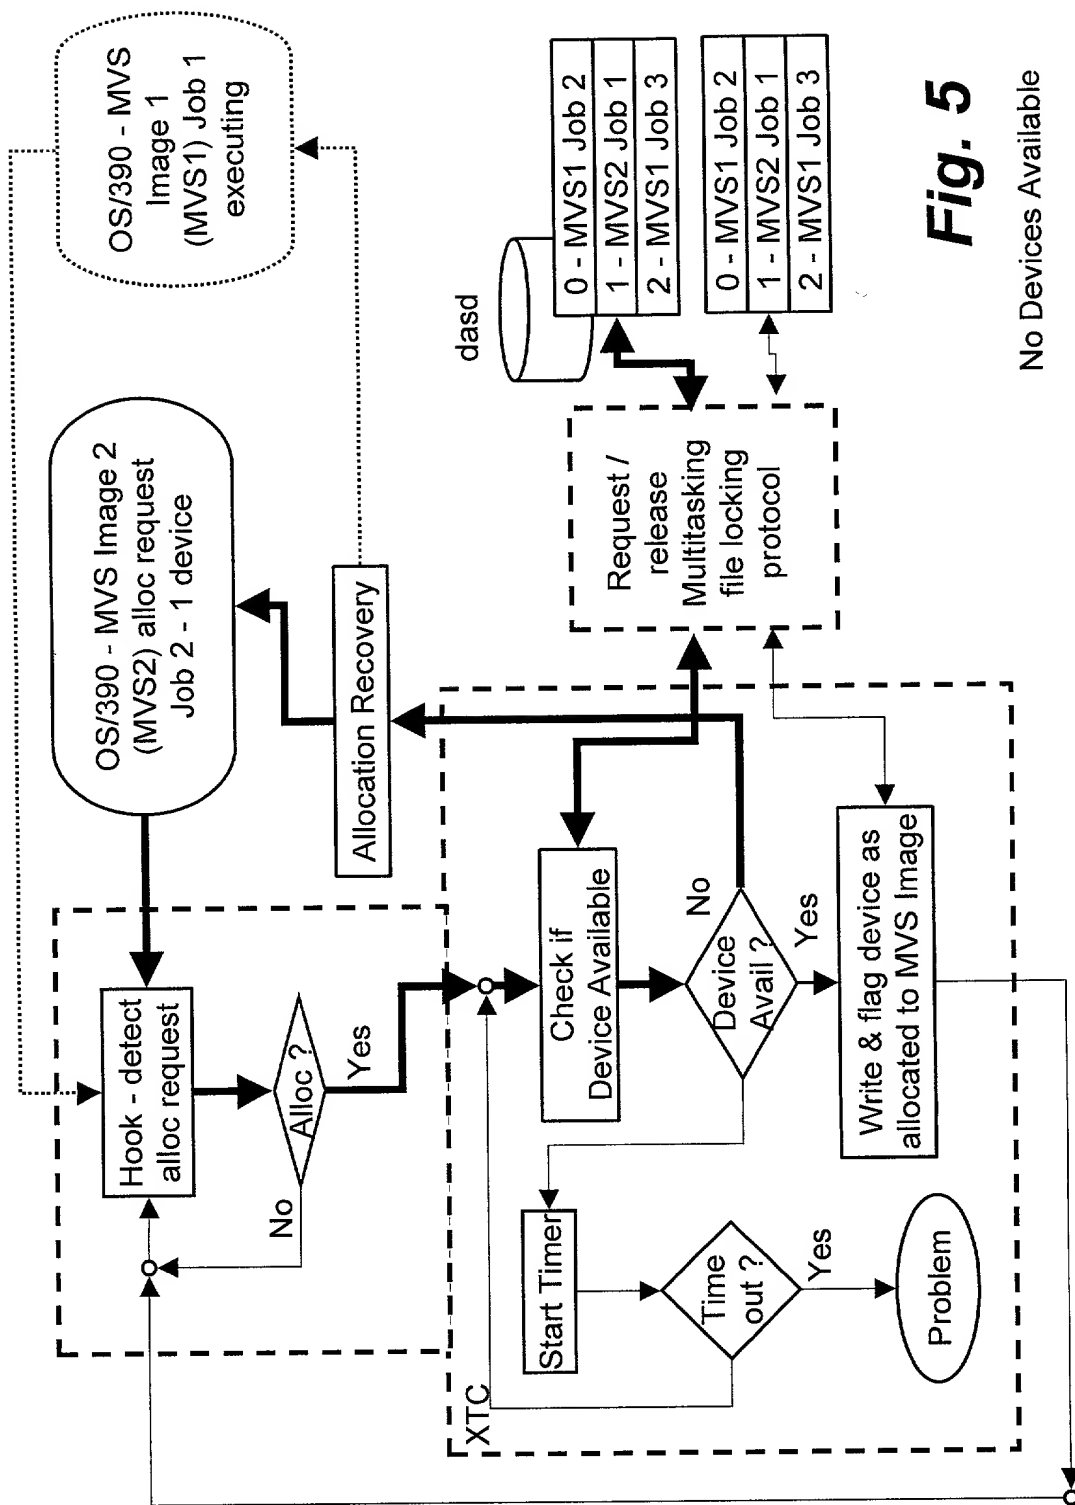 OS/390 - MVS
Image 1
(MVS1) Job 1
executing
OS/390 - MVS Image 2
(MVS2) alloc request
Job 2 - 1 device
Hook - detect
alloc request
Alloc ?
Yes
No
Allocation Recovery
XTC
Check if
Device Available
Device
Avail ?
No
Yes
Start Timer
Time
out ?
Yes
Problem
Write & flag device as
allocated to MVS Image
Request /
release
Multitasking
file locking
protocol
dasd
0 - MVS1 Job 2
1 - MVS2 Job 1
2 - MVS1 Job 3
0 - MVS1 Job 2
1 - MVS2 Job 1
2 - MVS1 Job 3
Fig. 5
No Devices Available